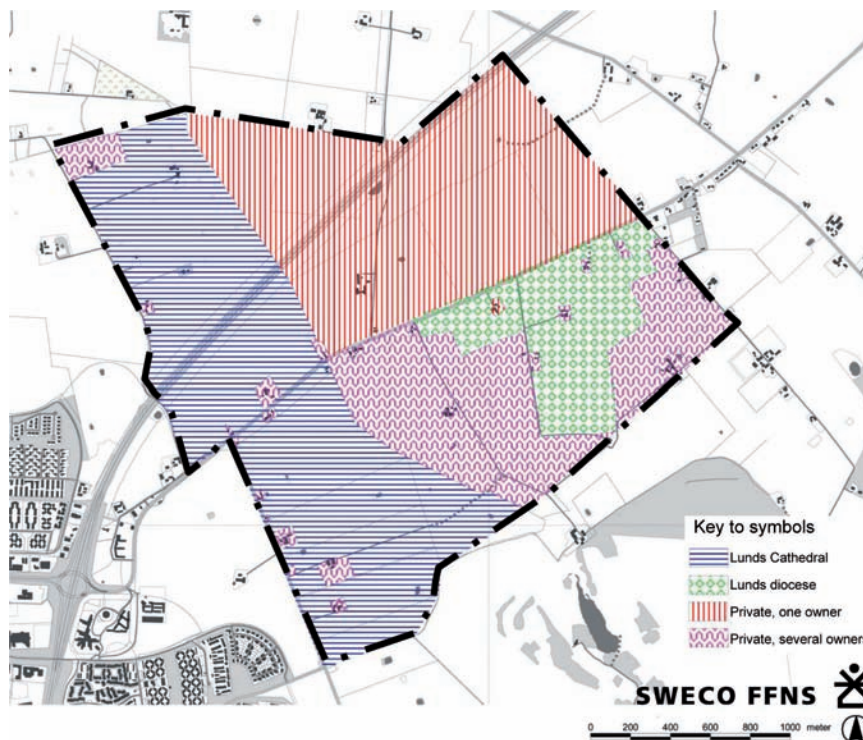 Key to symbols
Lunds Cathedral
Lunds diocese
Private, one owner
Private, several owner
SWECO FFNS
0 200 400 600 800 1000 meter